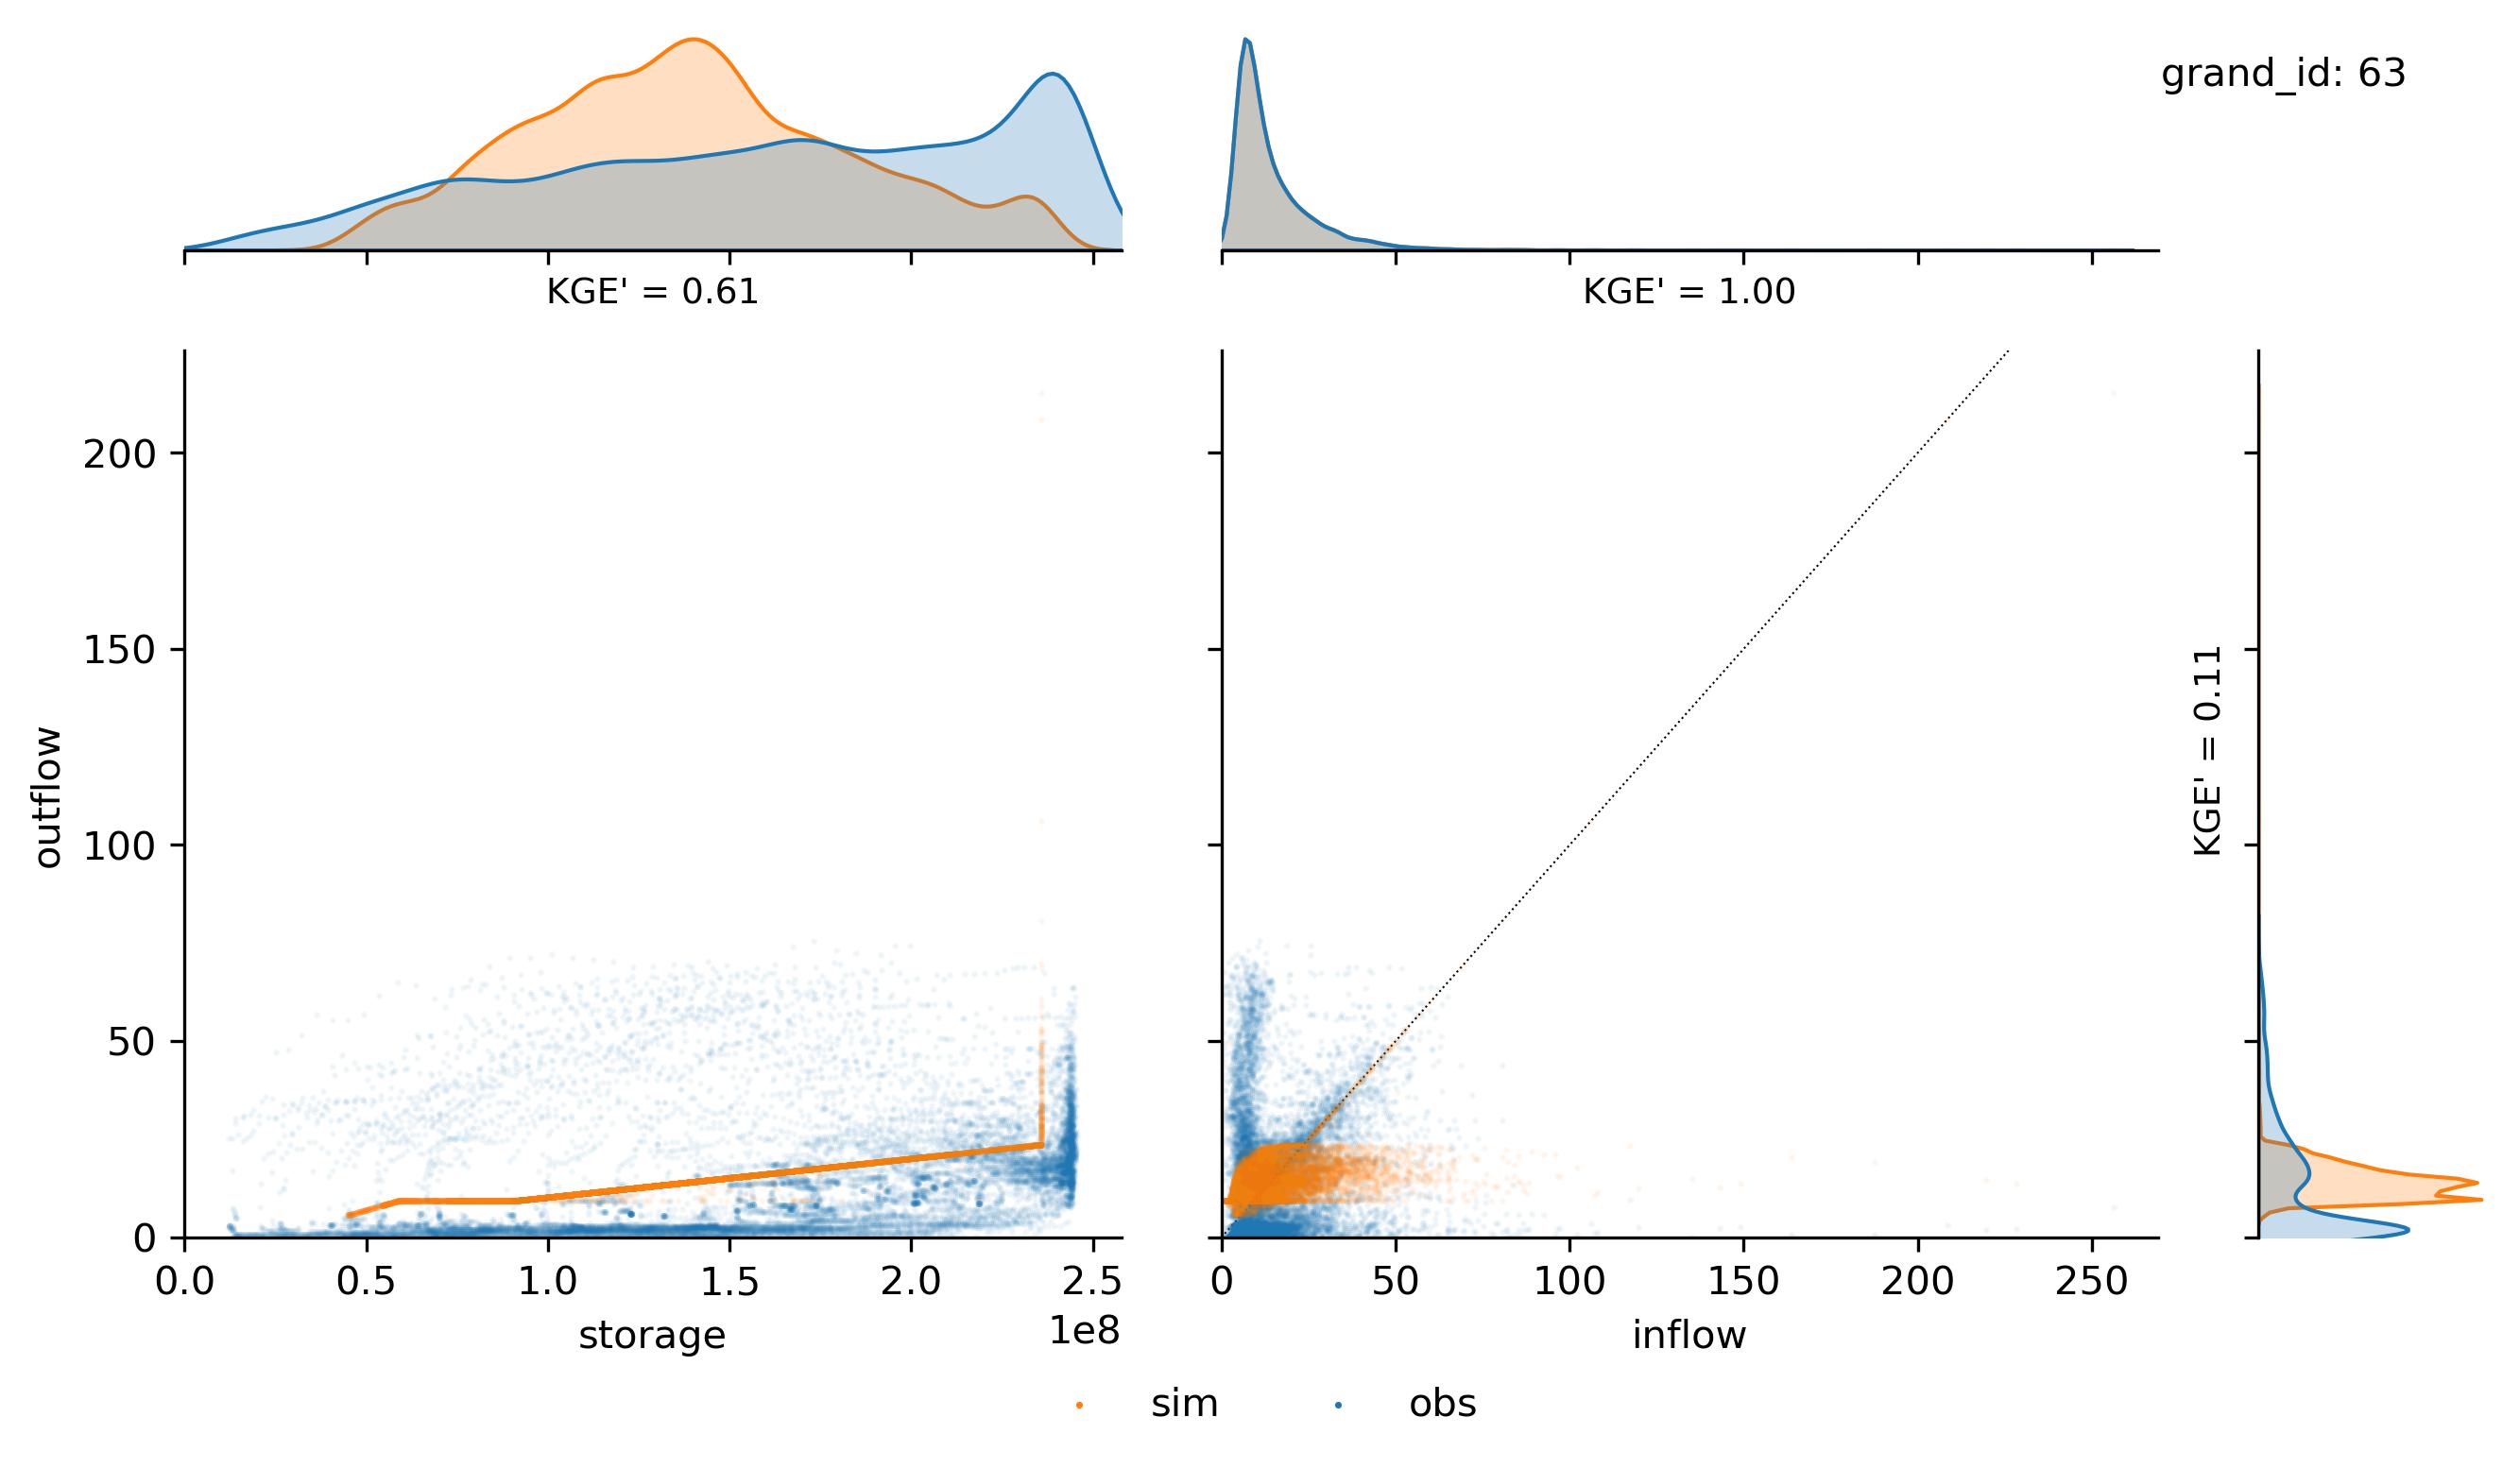 grand_id: 63
KGE' = 0.61
KGE' = 1.00
outflow
200
150
100
50
0
KGE' = 0.11
0.0 0.5 1.0 1.5 2.0 2.5
1e8
storage
0 50 100 150 200 250
inflow
sim obs